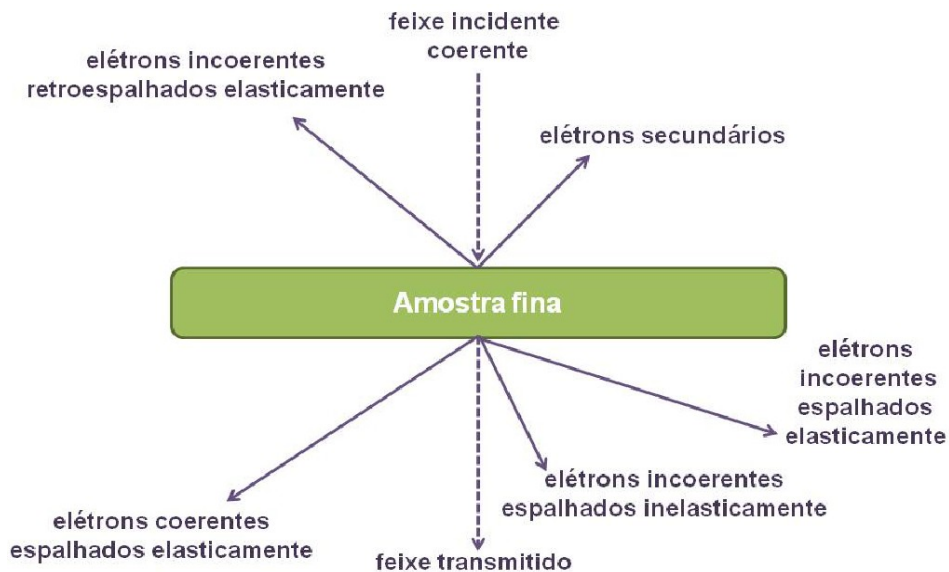 feixe incidente
coerente
elétrons incoerentes
retroespalhados elasticamente
elétrons secundários
Amostra fina
elétrons
incoerentes
espalhados
elasticamente
elétrons incoerentes
espalhados inelasticamente
elétrons coerentes
espalhados elasticamente
feixe transmitido